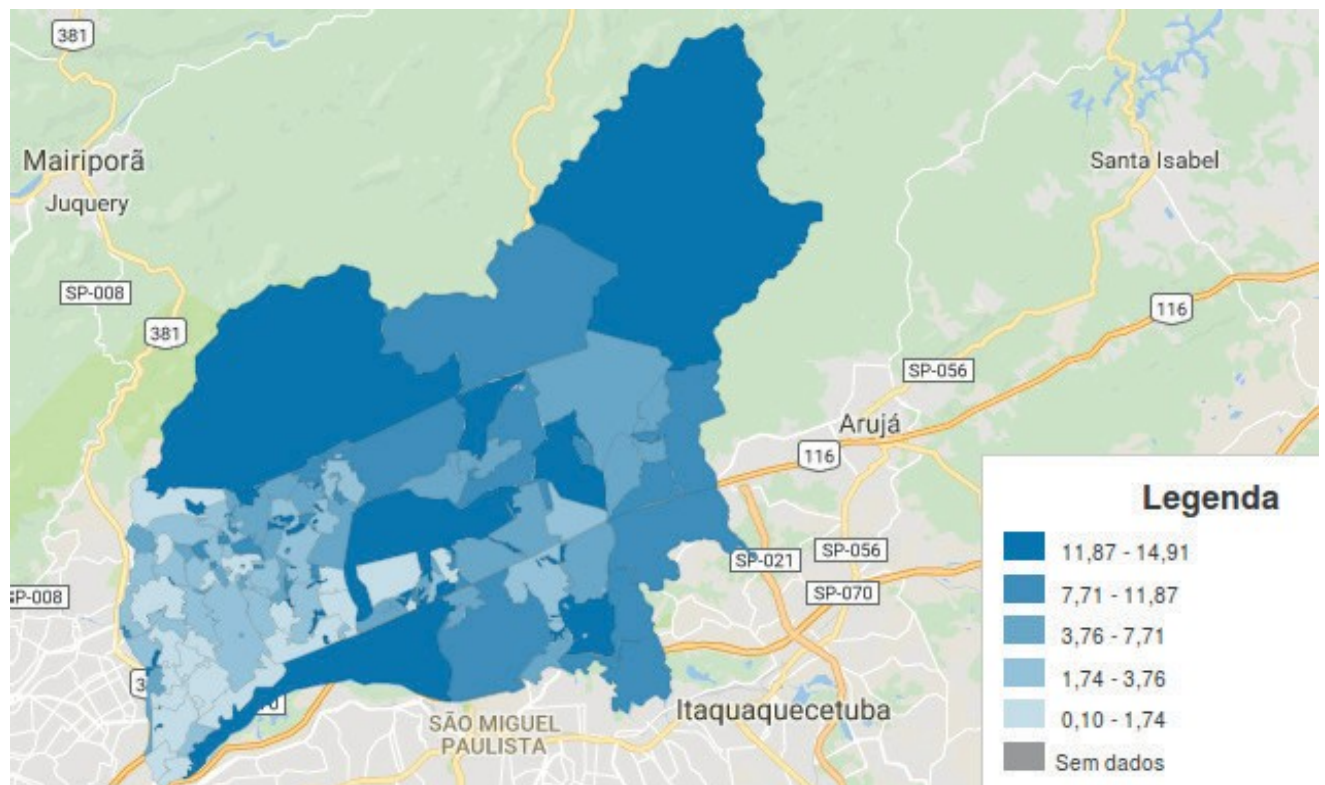 381
Mairiporã
Juquery
SP-008
381
Santa Isabel
116
SP-056
Arujá
116
SP-021
SP-056
SP-070
SP-008
3
70
Itaquaquecetuba
SÃO MIGUEL
PAULISTA
Legenda
11,87 - 14,91
7,71 - 11,87
3,76 - 7,71
1,74 - 3,76
0,10 - 1,74
Sem dados